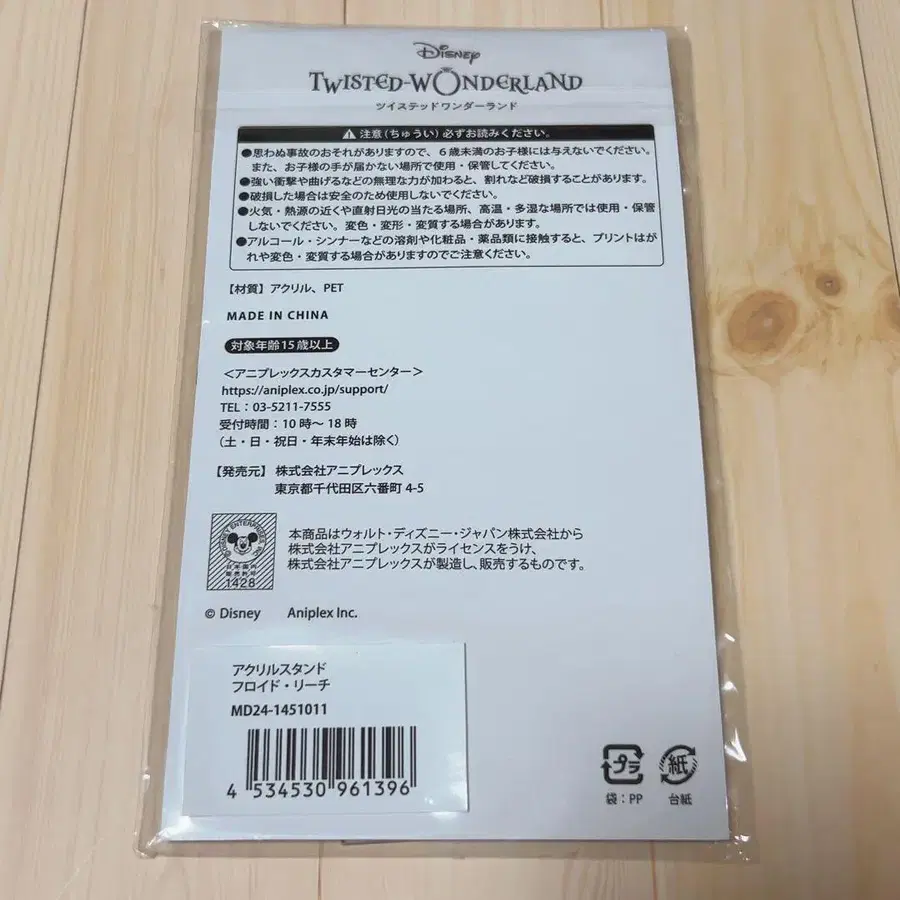 Disney
TWISTED-WONDERLAND
ツイステッドワンダーランド
注意(ちゅうい)必ずお読みください。
●思わぬ事故のおそれがありますので、6歳未満のお子様には与えないでください。
また、お子様の手が届かない場所で使用・保管してください。
●強い衝撃や曲げるなどの無理な力が加わると、割れなど破損することがあります。
●破損した場合は安全のため使用しないでください。
●火気・熱源の近くや直射日光の当たる場所、高温・多湿な場所では使用・保管
しないでください。変色・変形・変質する場合があります。
●アルコール・シンナーなどの溶剤や化粧品・薬品類に接触すると、プリントはが
れや変色・変質する場合がありますのでご注意ください。
【材質】アクリル、PET
MADE IN CHINA
対象年齢15歳以上
＜アニプレックスカスタマーセンター＞
https://aniplex.co.jp/support/
TEL：03-5211-7555
受付時間：10時～18時
(土・日・祝日・年末年始は除く)
【発売元】株式会社アニプレックス
東京都千代田区六番町4-5
本商品はウォルト・ディズニー・ジャパン株式会社から
株式会社アニプレックスがライセンスをうけ、
株式会社アニプレックスが製造し、販売するものです。
1428
© Disney Aniplex Inc.
アクリルスタンド
フロイド・リーチ
MD24-1451011
4 534530 961396
プラ 紙
袋：PP 台紙